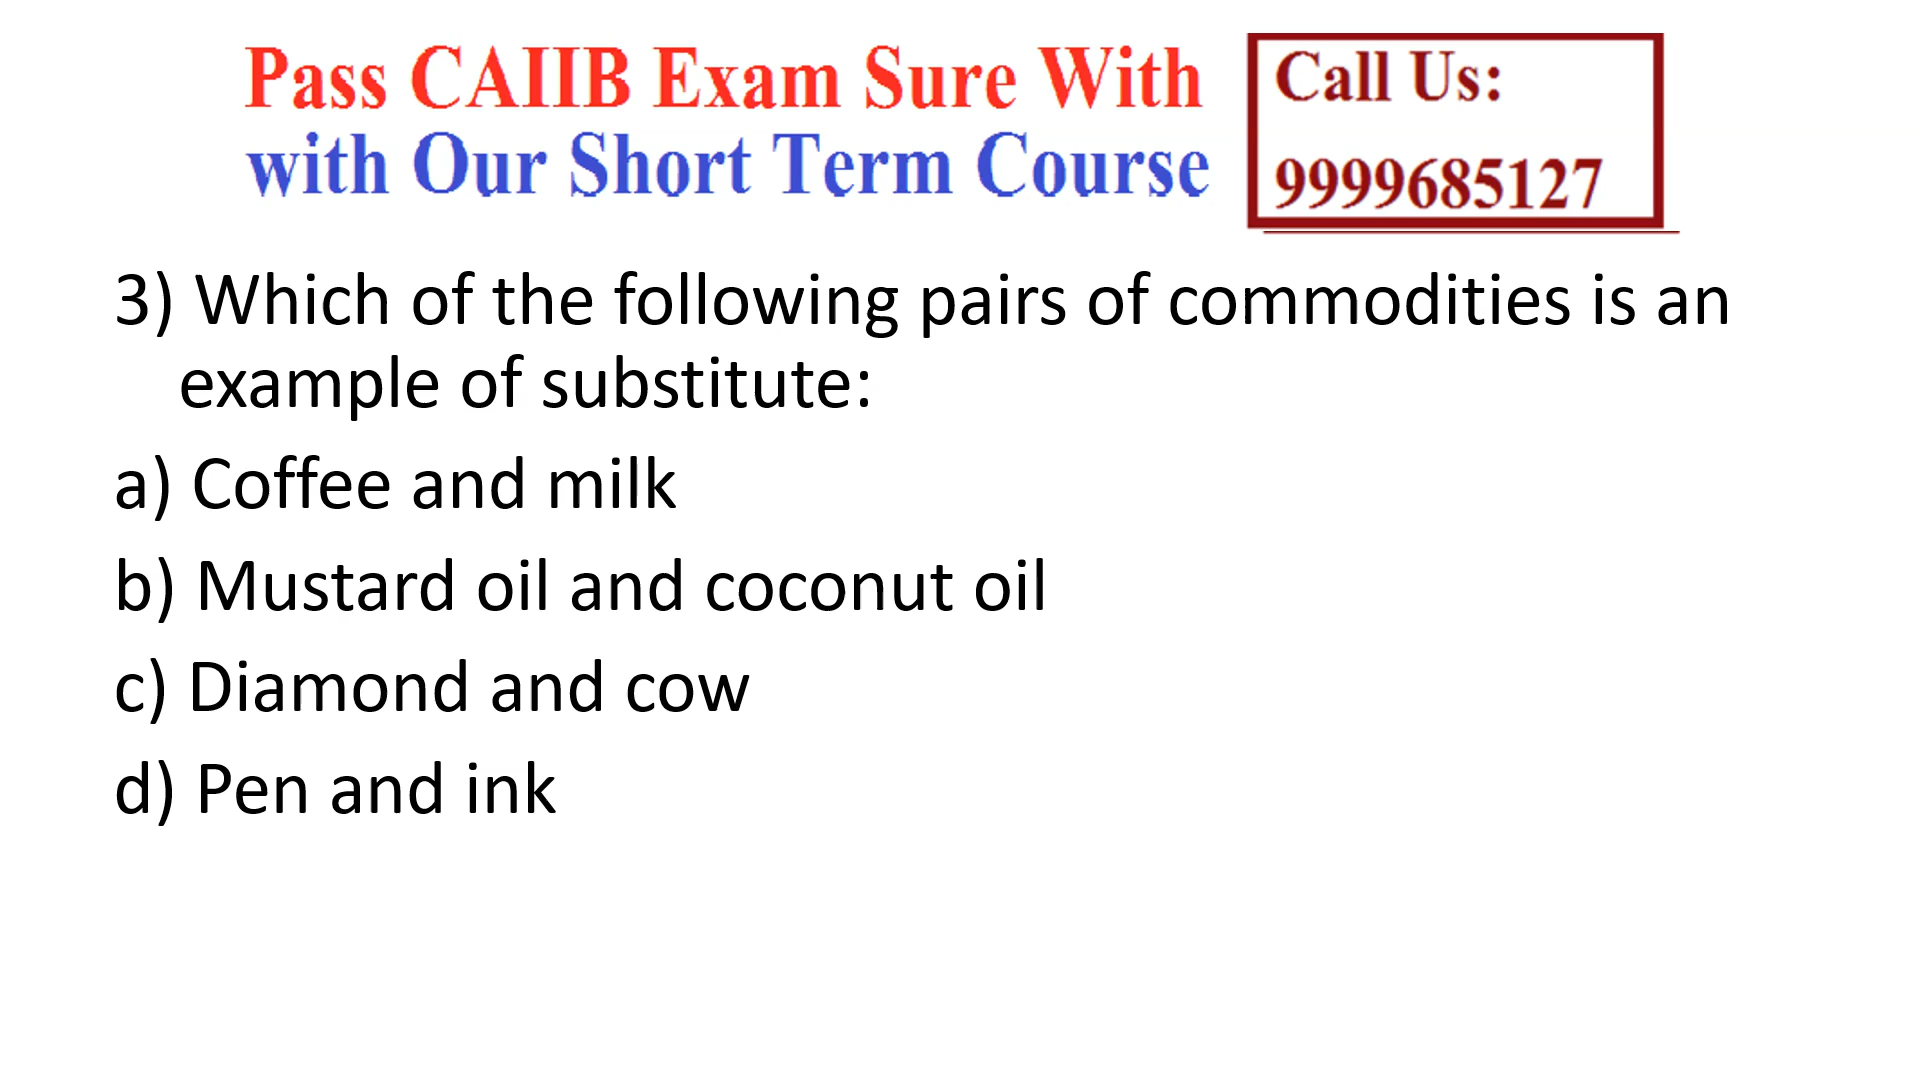 Pass CAIIB Exam Sure With
with Our Short Term Course
Call Us:
9999685127
3) Which of the following pairs of commodities is an
example of substitute:
a) Coffee and milk
b) Mustard oil and coconut oil
c) Diamond and cow
d) Pen and ink